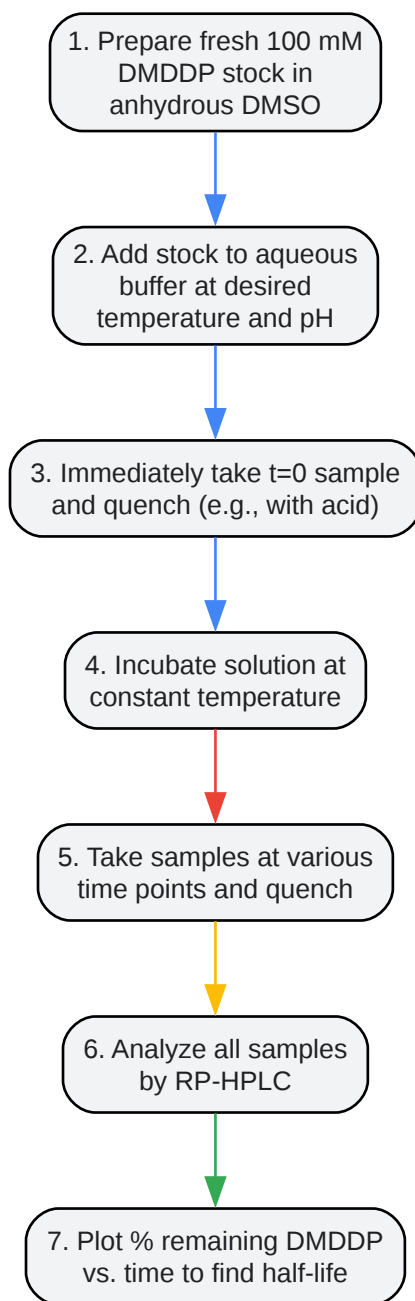 1. Prepare fresh 100 mM
DMDDP stock in
anhydrous DMSO
2. Add stock to aqueous
buffer at desired
temperature and pH
3. Immediately take t=0 sample
and quench (e.g., with acid)
4. Incubate solution at
constant temperature
5. Take samples at various
time points and quench
6. Analyze all samples
by RP-HPLC
7. Plot % remaining DMDDP
vs. time to find half-life